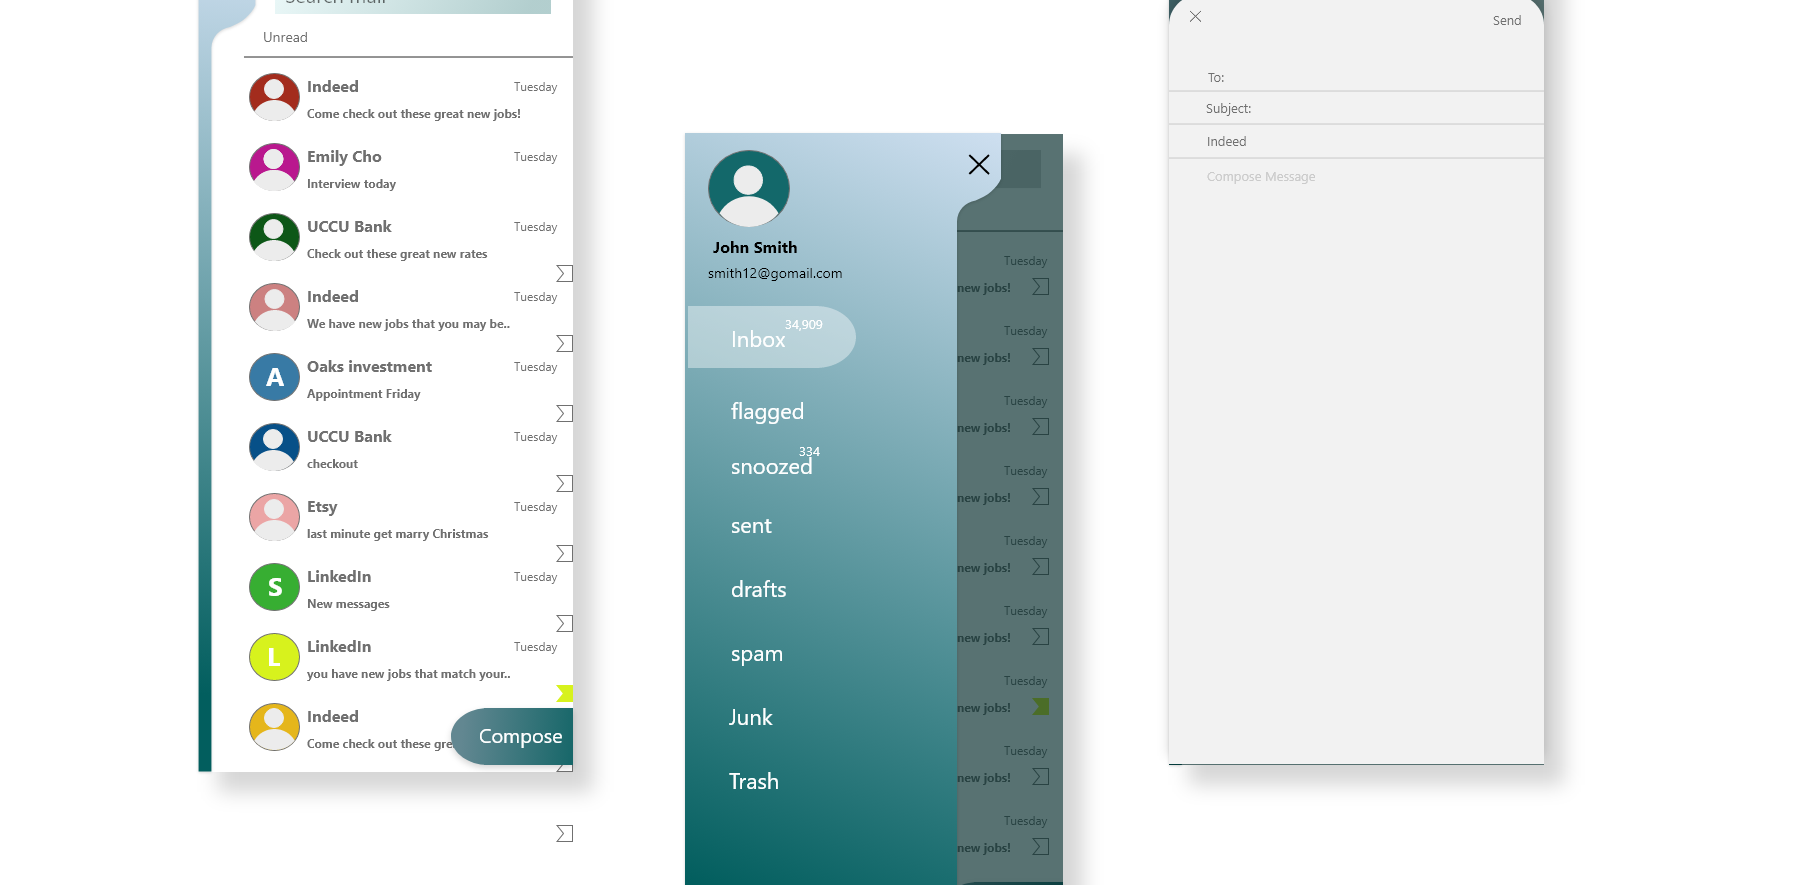 Search mail
Unread
Indeed
Tuesday
Come check out these great new jobs!
Emily Cho
Tuesday
Interview today
UCCU Bank
Tuesday
Check out these great new rates
Indeed
Tuesday
We have new jobs that you may be..
A
Oaks investment
Tuesday
Appointment Friday
UCCU Bank
Tuesday
checkout
Etsy
Tuesday
last minute get marry Christmas
S
LinkedIn
Tuesday
New messages
L
LinkedIn
Tuesday
you have new jobs that match your..
Indeed
Come check out these gre
Compose
John Smith
smith12@gomail.com
34,909
Inbox
flagged
334
snoozed
sent
drafts
spam
Junk
Trash
Tuesday
new jobs!
Tuesday
new jobs!
Tuesday
new jobs!
Tuesday
new jobs!
Tuesday
new jobs!
Tuesday
new jobs!
Tuesday
new jobs!
Tuesday
new jobs!
Tuesday
new jobs!
Send
To:
Subject:
Indeed
Compose Message